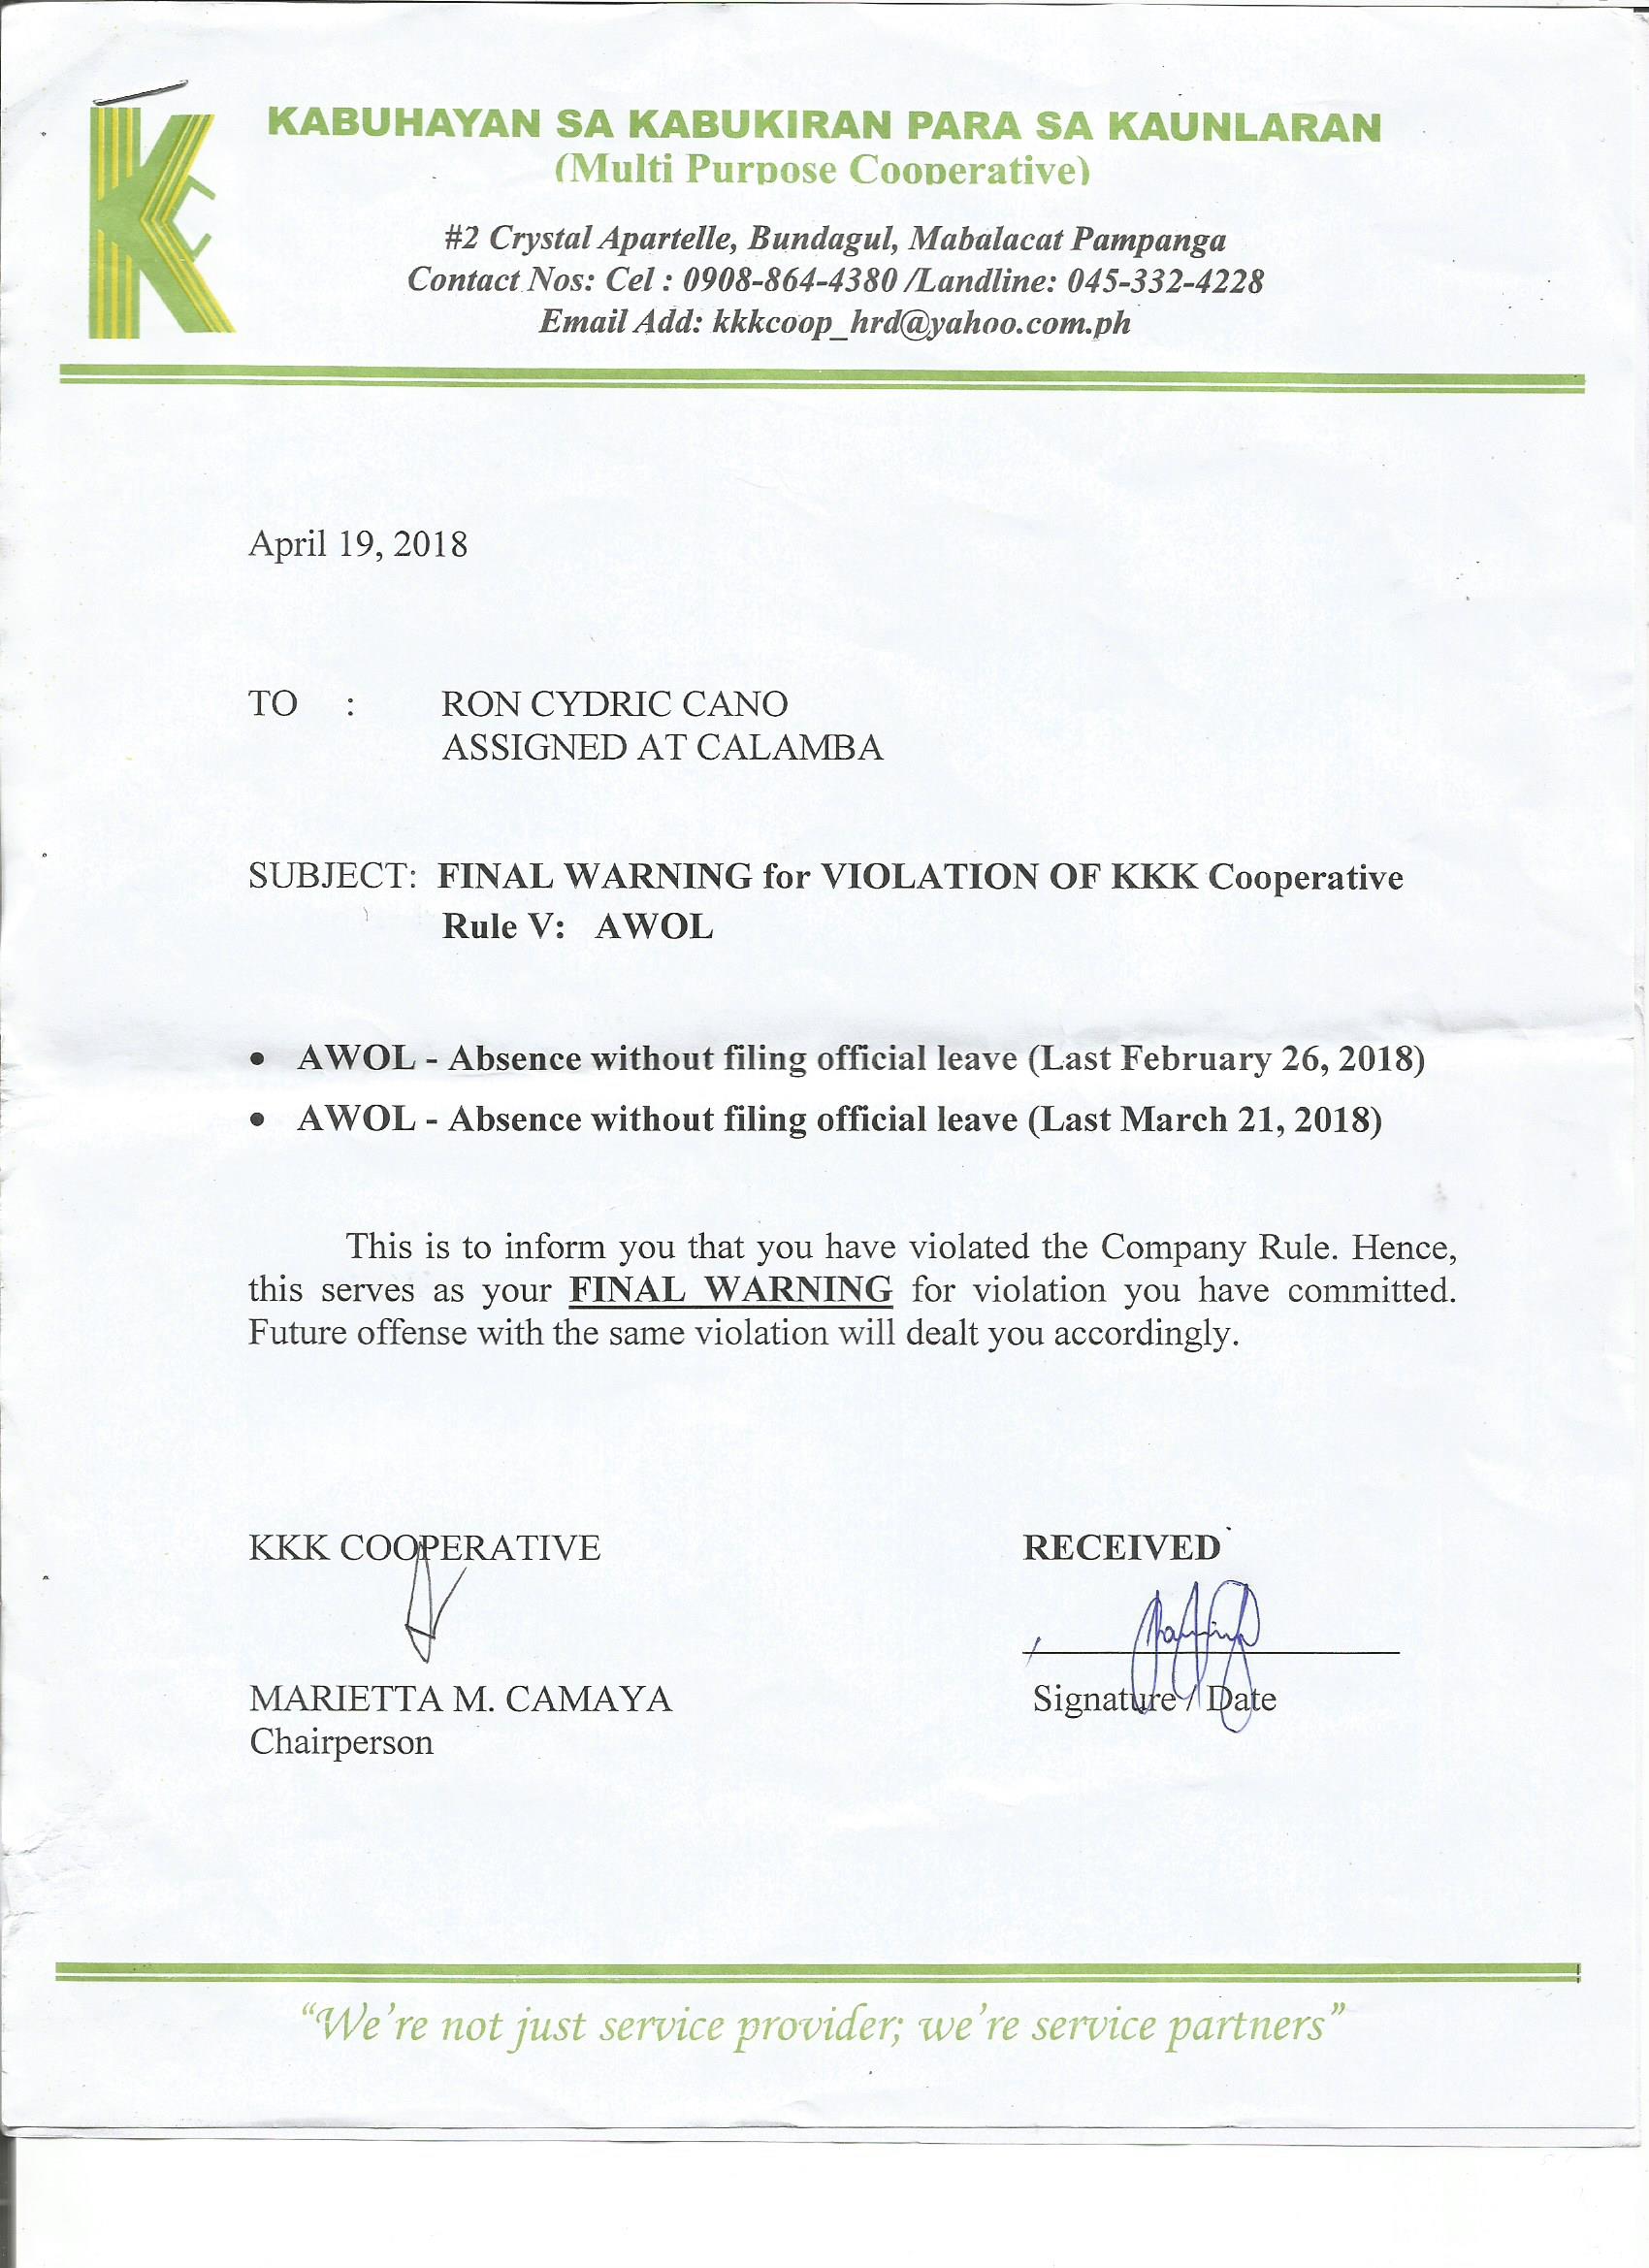 KABUHAYAN SA KABUKIRAN PARA SA KAUNLARAN
(Multi Purpose Cooperative)
#2 Crystal Apartelle, Bundagul, Mabalacat Pampanga
Contact Nos: Cel : 0908-864-4380 /Landline: 045-332-4228
Email Add: kkkcoop_hrd@yahoo.com.ph
April 19, 2018
TO : RON CYDRIC CANO
ASSIGNED AT CALAMBA
SUBJECT: FINAL WARNING for VIOLATION OF KKK Cooperative
Rule V: AWOL
• AWOL - Absence without filing official leave (Last February 26, 2018)
• AWOL - Absence without filing official leave (Last March 21, 2018)
This is to inform you that you have violated the Company Rule. Hence,
this serves as your FINAL WARNING for violation you have committed.
Future offense with the same violation will dealt you accordingly.
KKK COOPERATIVE RECEIVED
MARIETTA M. CAMAYA Signature / Date
Chairperson
"We're not just service provider; we're service partners"